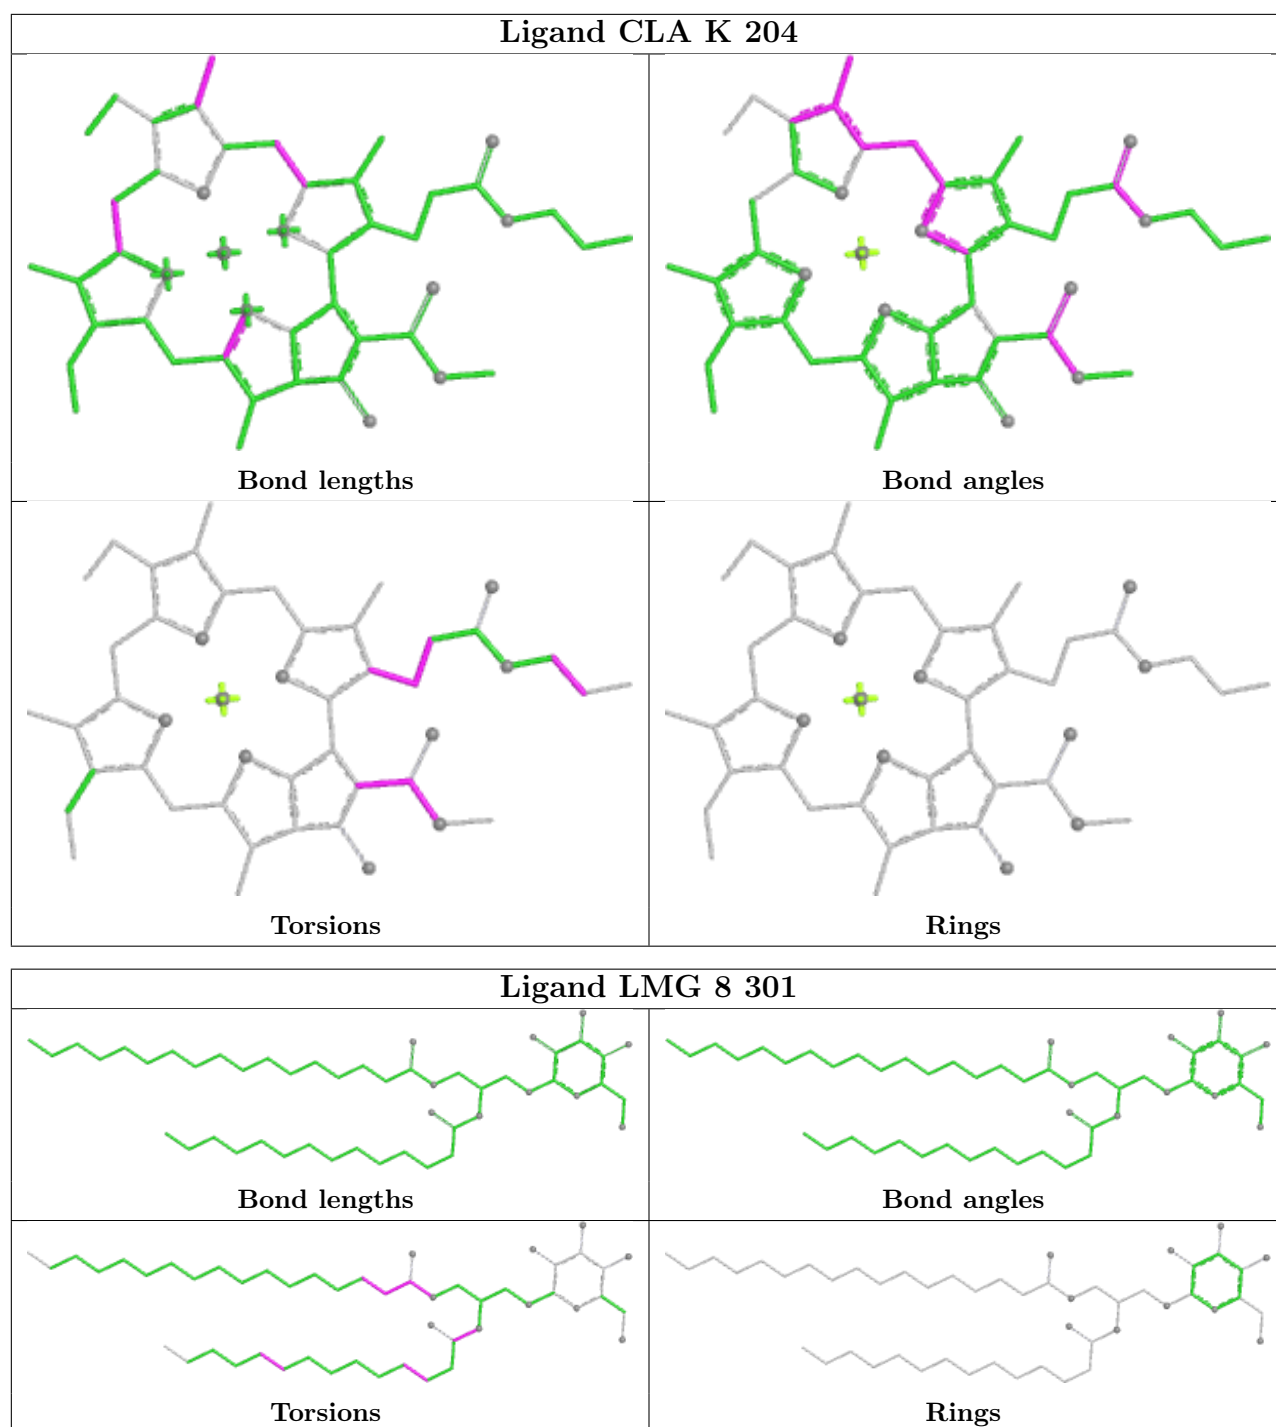 Ligand CLA K 204
Bond lengths
Bond angles
Torsions
Rings
Ligand LMG 8 301
Bond lengths
Bond angles
Torsions
Rings